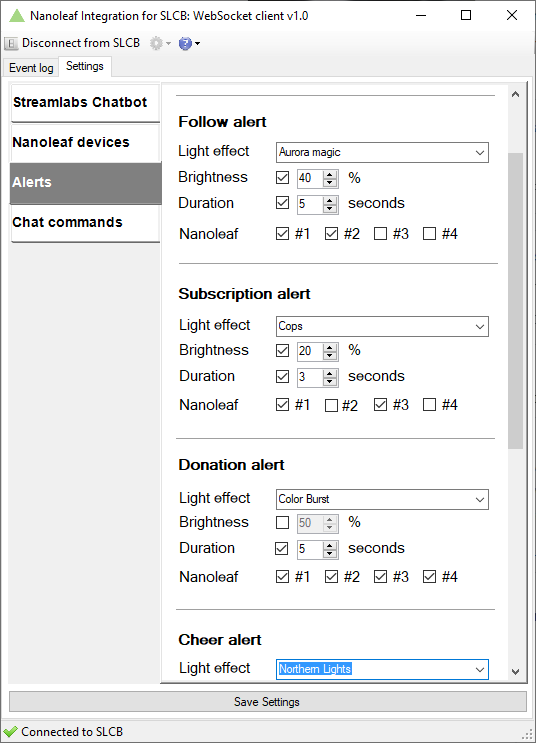 Nanoleaf Integration for SLCB: WebSocket client v1.0
Disconnect from SLCB
Event log Settings
Streamlabs Chatbot
Nanoleaf devices
Alerts
Chat commands
Follow alert
Light effect Aurora magic
Brightness 40 %
Duration 5 seconds
Nanoleaf #1 #2 #3 #4
Subscription alert
Light effect Cops
Brightness 20 %
Duration 3 seconds
Nanoleaf #1 #2 #3 #4
Donation alert
Light effect Color Burst
Brightness 50 %
Duration 5 seconds
Nanoleaf #1 #2 #3 #4
Cheer alert
Light effect Northern Lights
Save Settings
Connected to SLCB